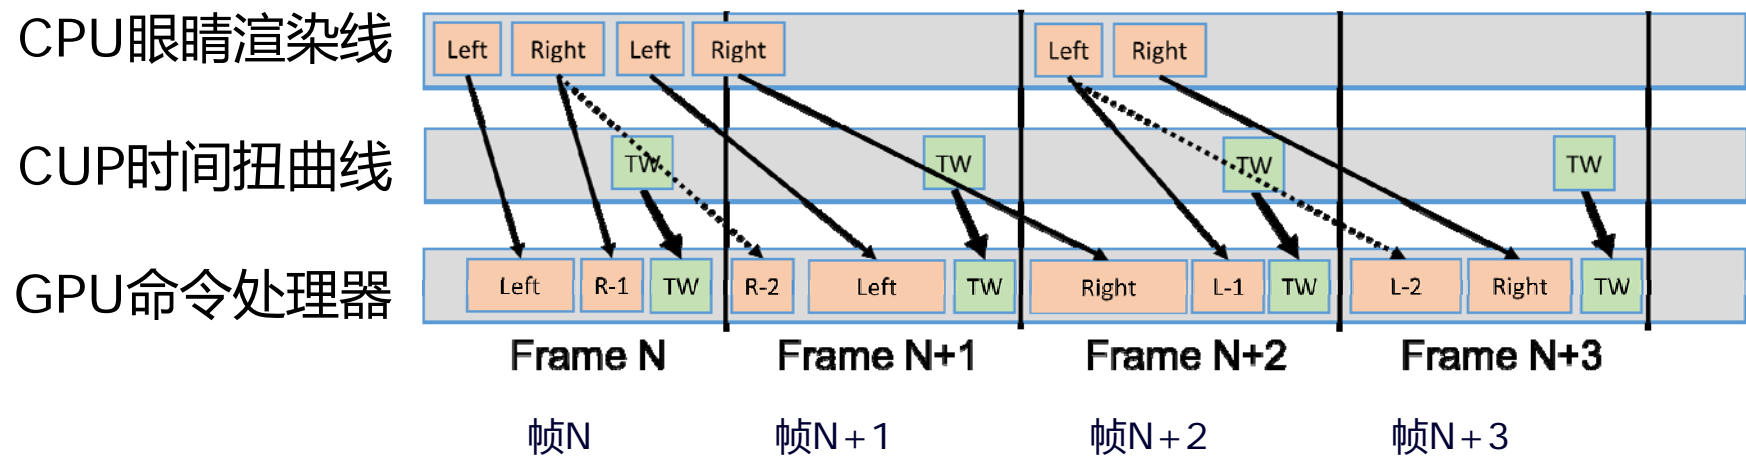 CPU眼睛渲染线
Left Right Left Right Left Right
CUP时间扭曲线
TW TW TW TW
GPU命令处理器
Left R-1 TW R-2 Left TW Right L-1 TW L-2 Right TW
Frame N Frame N+1 Frame N+2 Frame N+3
帧N 帧N+1 帧N+2 帧N+3